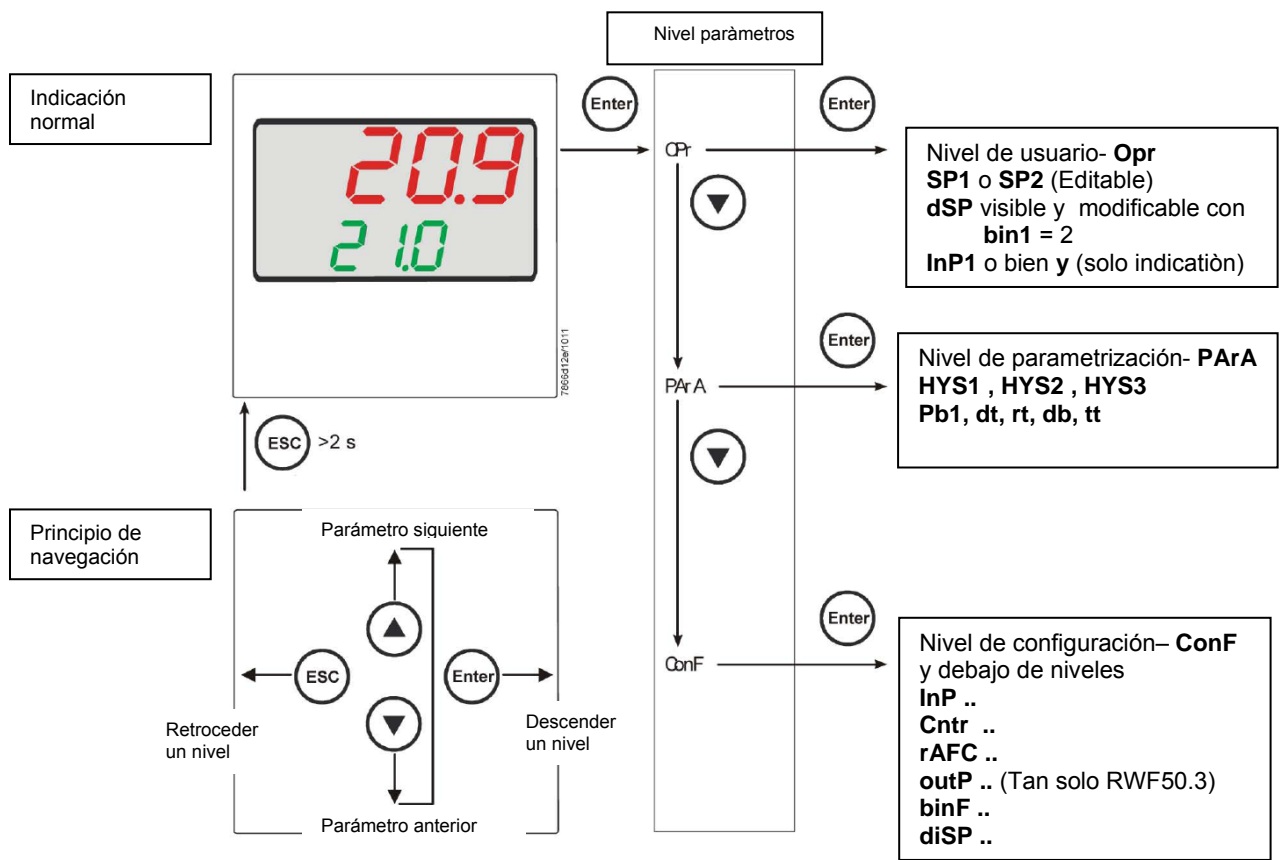 Nivel paràmetros
Indicación
normal
20.9
21.0
7866d12e/1011
Enter
Enter
OPr
Nivel de usuario- Opr
SP1 o SP2 (Editable)
dSP visible y modificable con
bin1 = 2
InP1 o bien y (solo indicatiòn)
Enter
PArA
Nivel de parametrización- PArA
HYS1 , HYS2 , HYS3
Pb1, dt, rt, db, tt
ESC >2 s
Principio de
navegación
Parámetro siguiente
ESC
Enter
Retroceder
un nivel
Descender
un nivel
Parámetro anterior
Enter
ConF
Nivel de configuración– ConF
y debajo de niveles
InP ..
Cntr ..
rAFC ..
outP .. (Tan solo RWF50.3)
binF ..
diSP ..